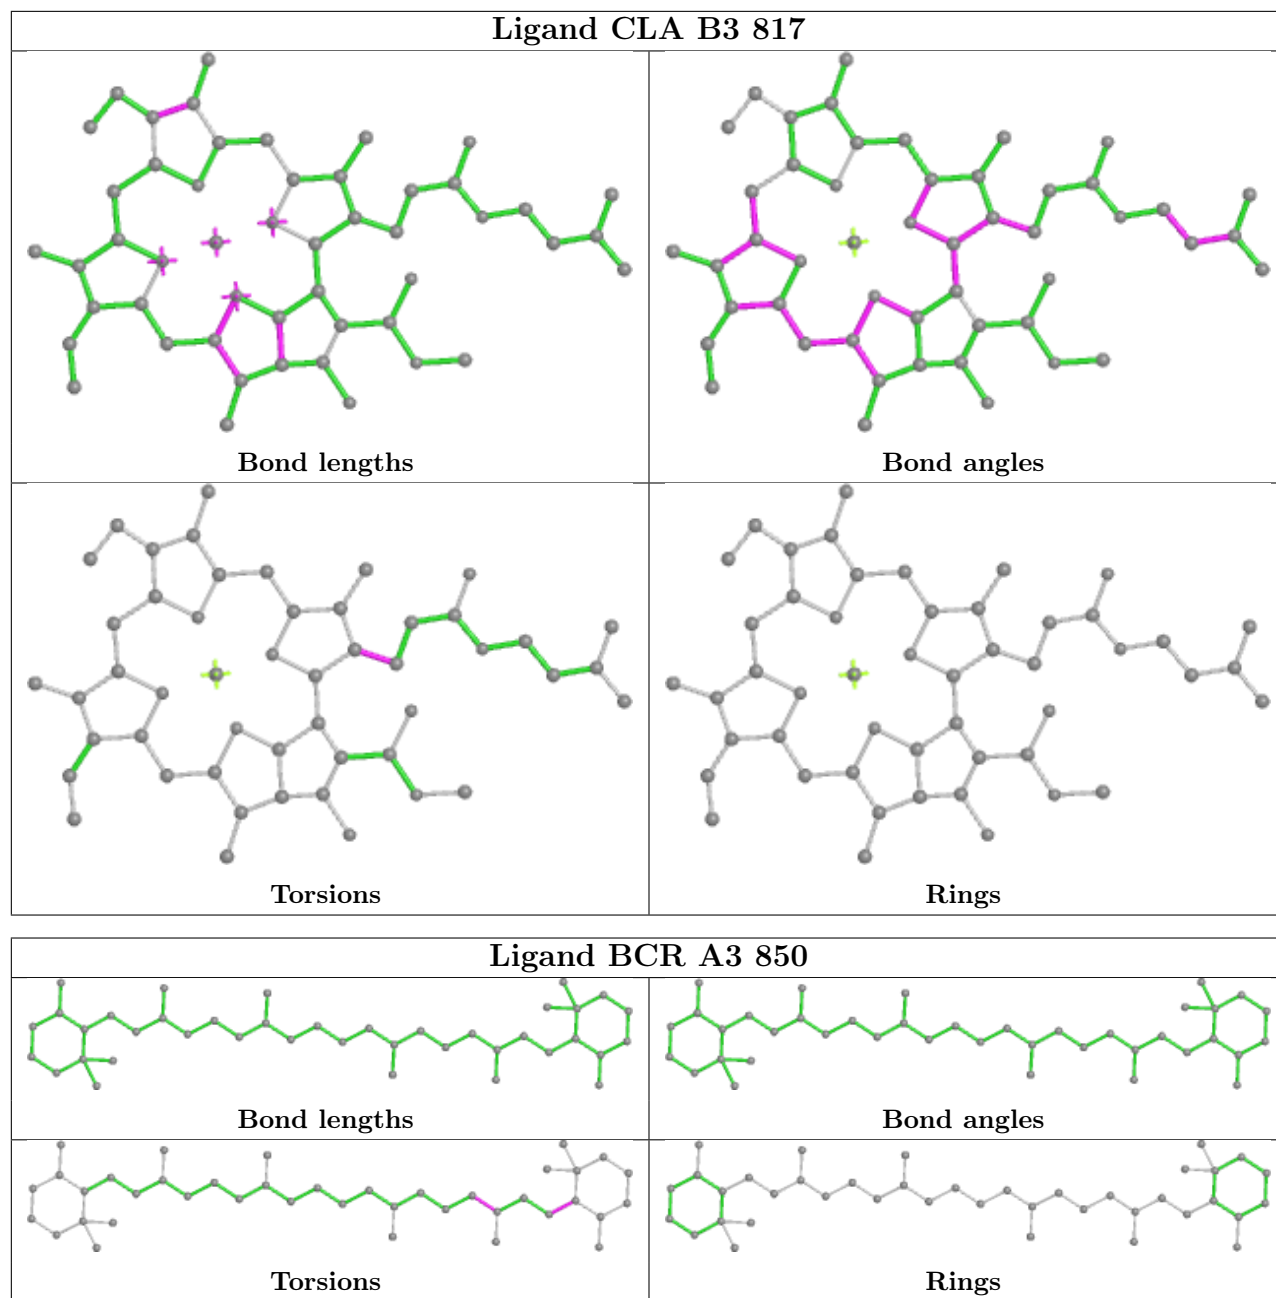 Ligand CLA B3 817
Bond lengths
Bond angles
Torsions
Rings
Ligand BCR A3 850
Bond lengths
Bond angles
Torsions
Rings